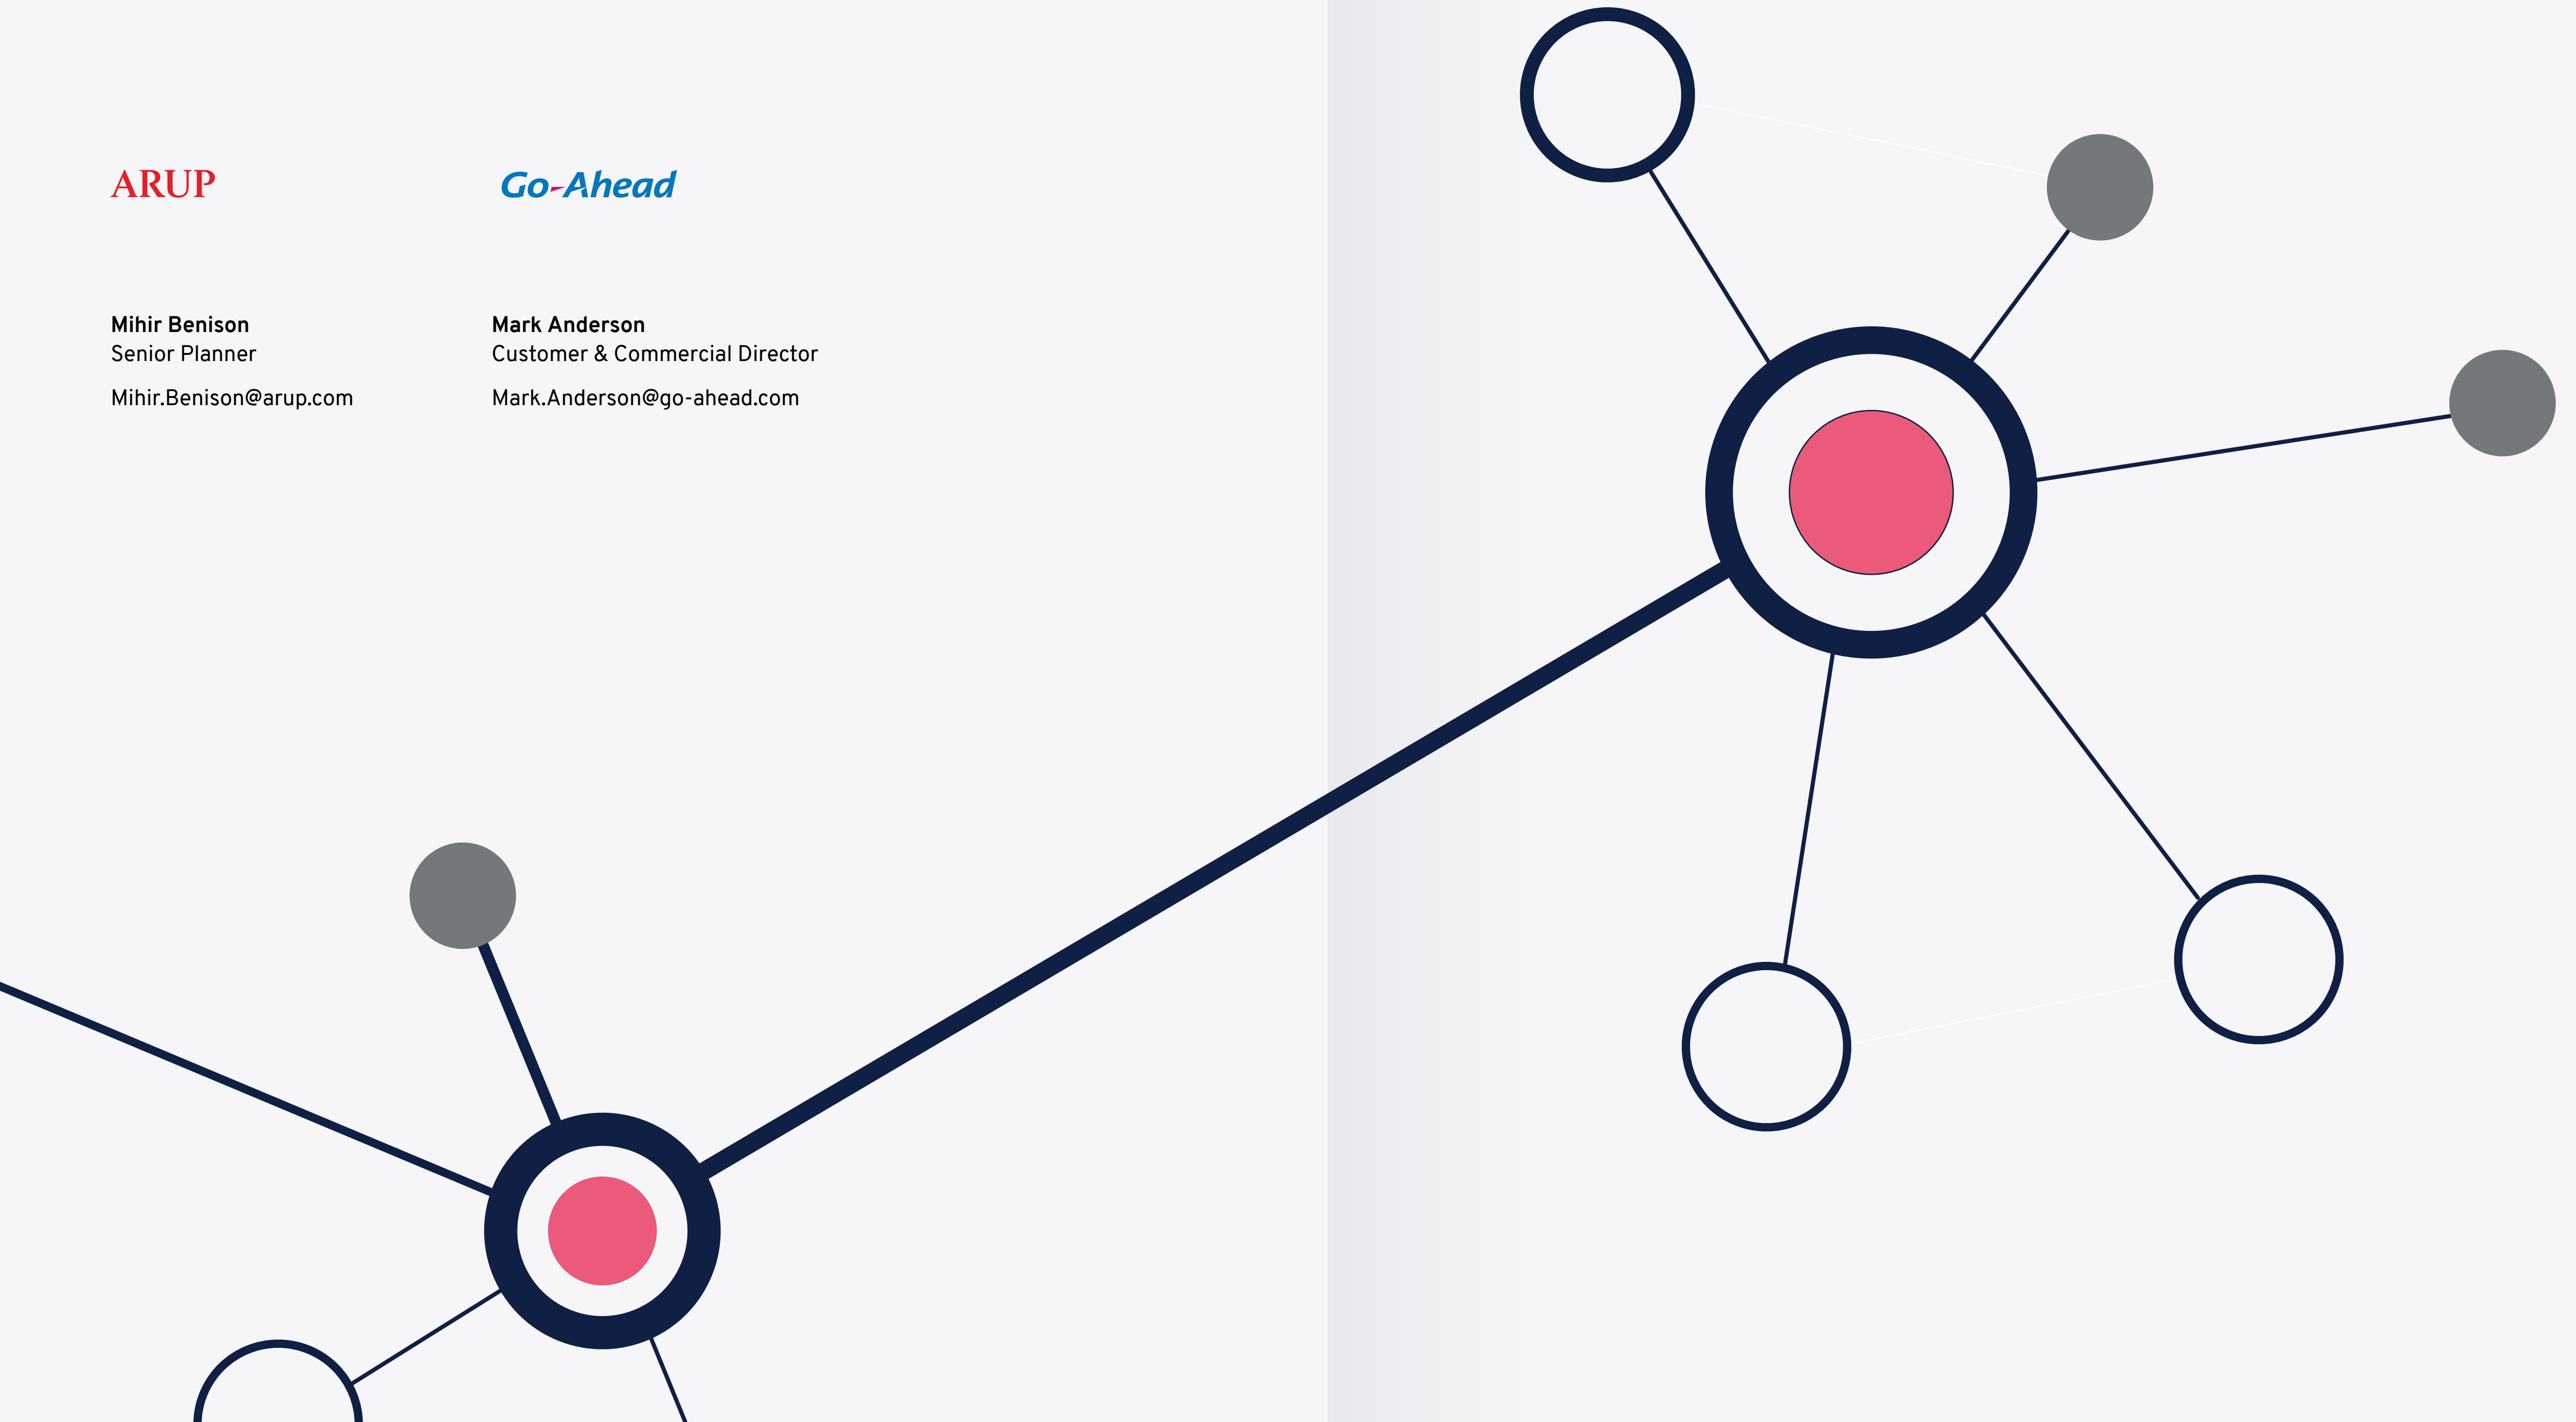 ARUP
Go-Ahead
Mihir Benison
Senior Planner
Mihir.Benison@arup.com
Mark Anderson
Customer & Commercial Director
Mark.Anderson@go-ahead.com